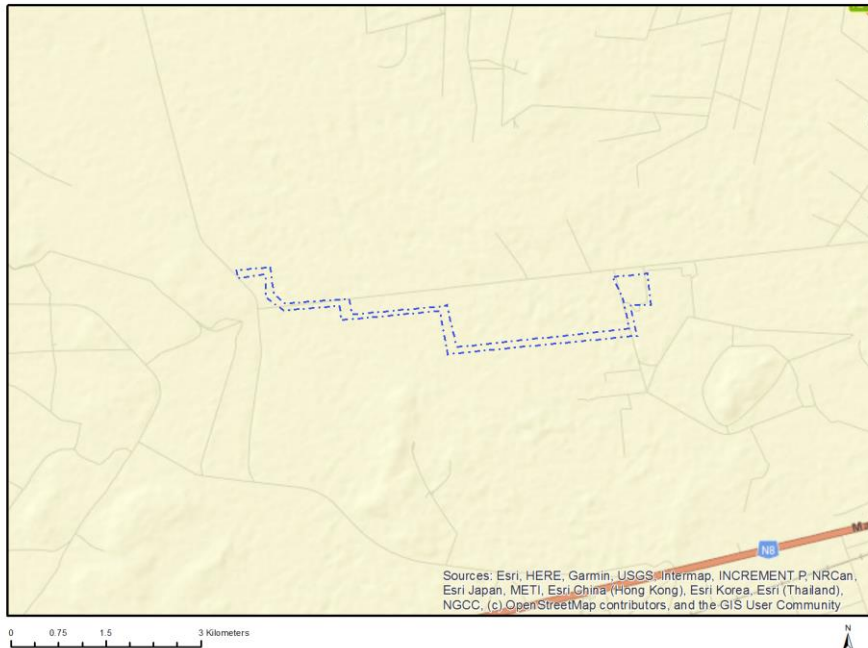 N8
Sources: Esri, HERE, Garmin, USGS, Intermap, INCREMENT P, NRCan,
Esri Japan, METI, Esri China (Hong Kong), Esri Korea, Esri (Thailand),
NGCC, (c) OpenStreetMap contributors, and the GIS User Community
0 0.75 1.5 3 Kilometers
N